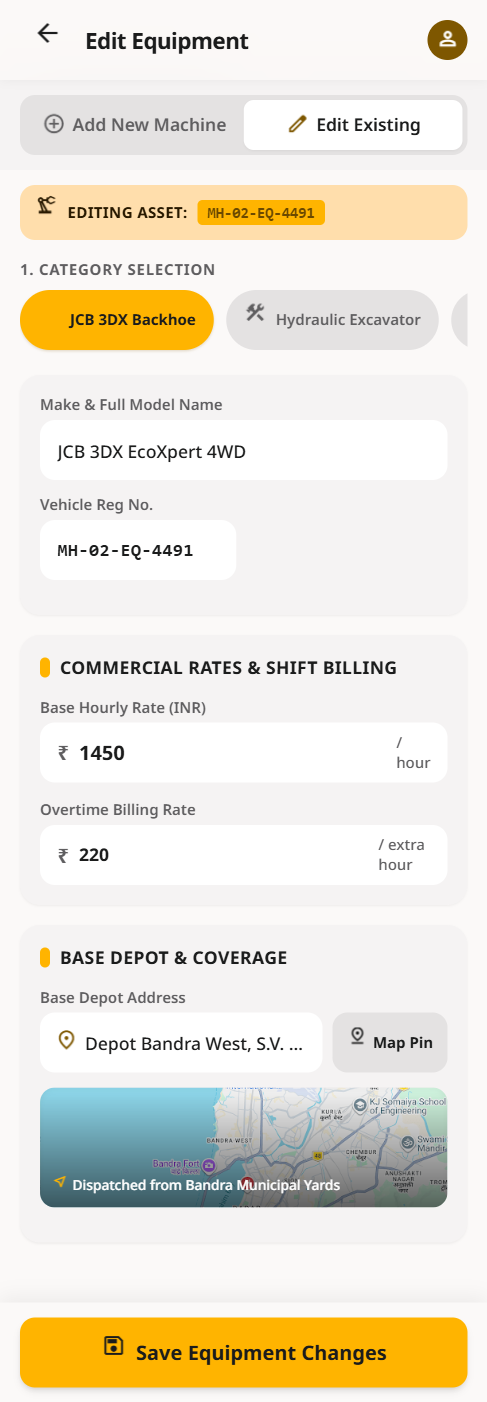 Edit Equipment
Add New Machine
Edit Existing
EDITING ASSET: MH-02-EQ-4491
1. CATEGORY SELECTION
JCB 3DX Backhoe
Hydraulic Excavator
Make & Full Model Name
JCB 3DX EcoXpert 4WD
Vehicle Reg No.
MH-02-EQ-4491
COMMERCIAL RATES & SHIFT BILLING
Base Hourly Rate (INR)
₹ 1450
/
hour
Overtime Billing Rate
₹ 220
/ extra
hour
BASE DEPOT & COVERAGE
Base Depot Address
Depot Bandra West, S.V. ...
Map Pin
KJ Somaiya School
of Engineering
KURLA
कुर्ला
BANDRA WEST
Swami
Mandir
CHEMBUR
चेंबूर
Bandra Fort
ANUSHAKTI
NAGAR
Dispatched from Bandra Municipal Yards
Save Equipment Changes